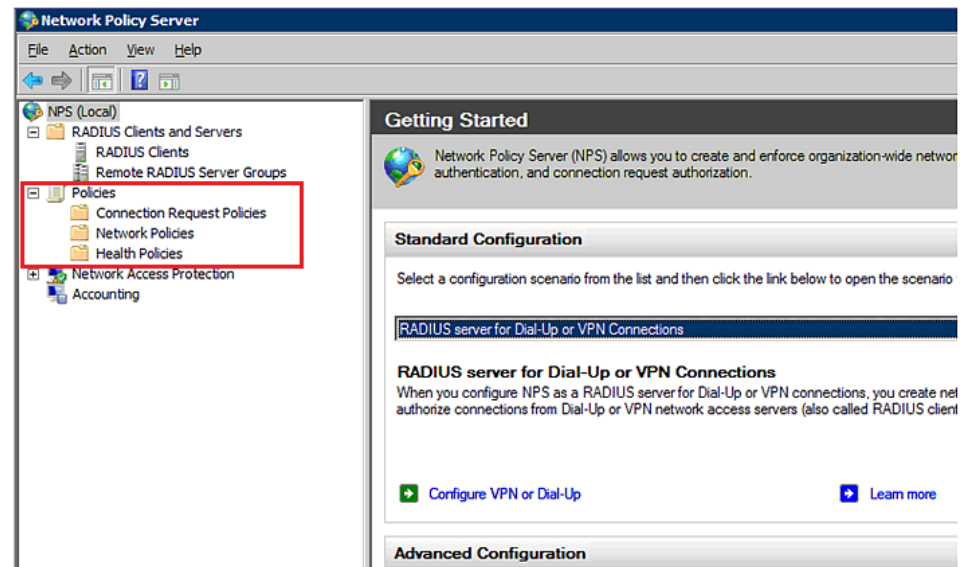 Network Policy Server
File Action View Help
NPS (Local)
RADIUS Clients and Servers
RADIUS Clients
Remote RADIUS Server Groups
Policies
Connection Request Policies
Network Policies
Health Policies
Network Access Protection
Accounting
Getting Started
Network Policy Server (NPS) allows you to create and enforce organization-wide networ
authentication, and connection request authorization.
Standard Configuration
Select a configuration scenario from the list and then click the link below to open the scenario
RADIUS server for Dial-Up or VPN Connections
RADIUS server for Dial-Up or VPN Connections
When you configure NPS as a RADIUS server for Dial-Up or VPN connections, you create net
authorize connections from Dial-Up or VPN network access servers (also called RADIUS client
Configure VPN or Dial-Up Learn more
Advanced Configuration